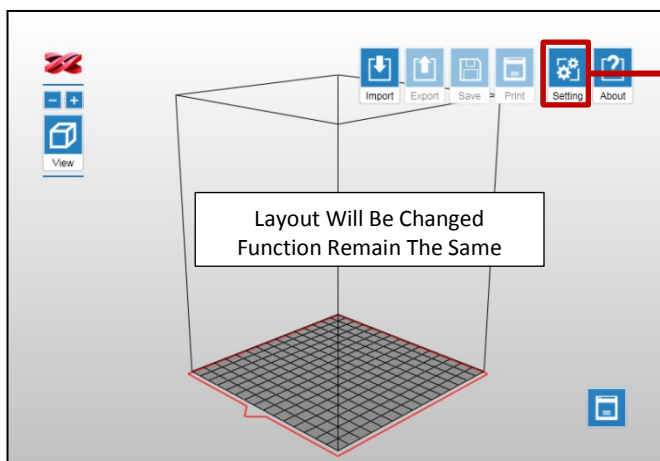 Import Export Save Print Setting About
View
Layout Will Be Changed
Function Remain The Same